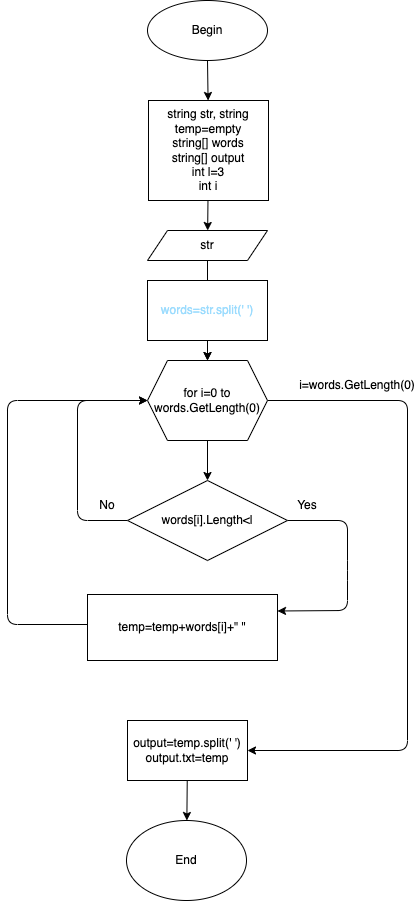 Begin
string str, string
temp=empty
string[] words
string[] output
int l=3
int i
str
words=str.split(' ')
for i=0 to
words.GetLength(0)
i=words.GetLength(0)
words[i].Length<l
No
Yes
temp=temp+words[i]+" "
output=temp.split(' ')
output.txt=temp
End